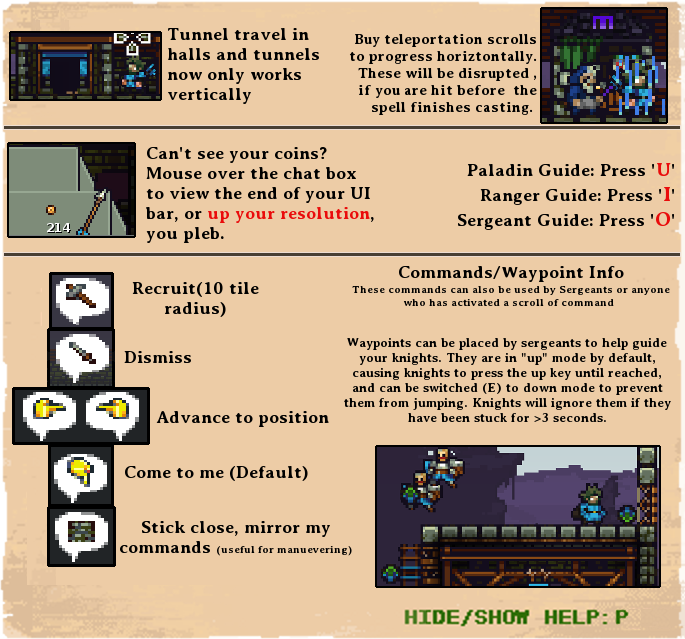 Tunnel travel in
halls and tunnels
now only works
vertically
Buy teleportation scrolls
to progress horiztontally.
These will be disrupted ,
if you are hit before the
spell finishes casting.
Can't see your coins?
Mouse over the chat box
to view the end of your UI
bar, or up your resolution,
you pleb.
214
Paladin Guide: Press 'U'
Ranger Guide: Press 'I'
Sergeant Guide: Press 'O'
Recruit(10 tile
radius)
Dismiss
Advance to position
Come to me (Default)
Stick close, mirror my
commands (useful for manuevering)
Commands/Waypoint Info
These commands can also be used by Sergeants or anyone
who has activated a scroll of command
Waypoints can be placed by sergeants to help guide
your knights. They are in "up" mode by default,
causing knights to press the up key until reached,
and can be switched (E) to down mode to prevent
them from jumping. Knights will ignore them if they
have been stuck for >3 seconds.
HIDE/SHOW HELP: P